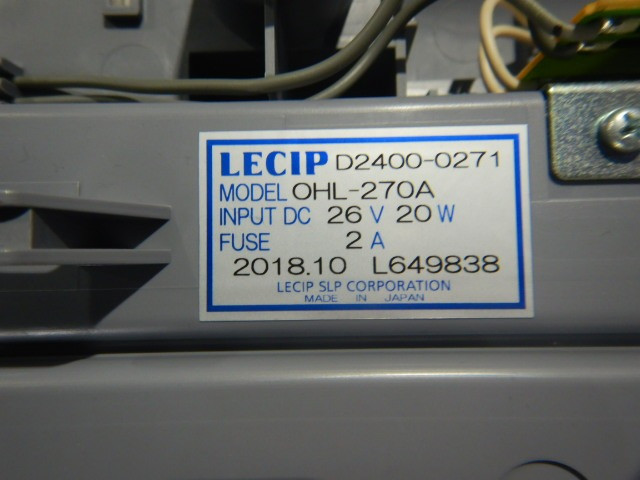 LECIP D2400-0271
MODEL OHL-270A
INPUT DC 26 V 20 W
FUSE 2 A
2018.10 L649838
LECIP SLP CORPORATION
MADE IN JAPAN